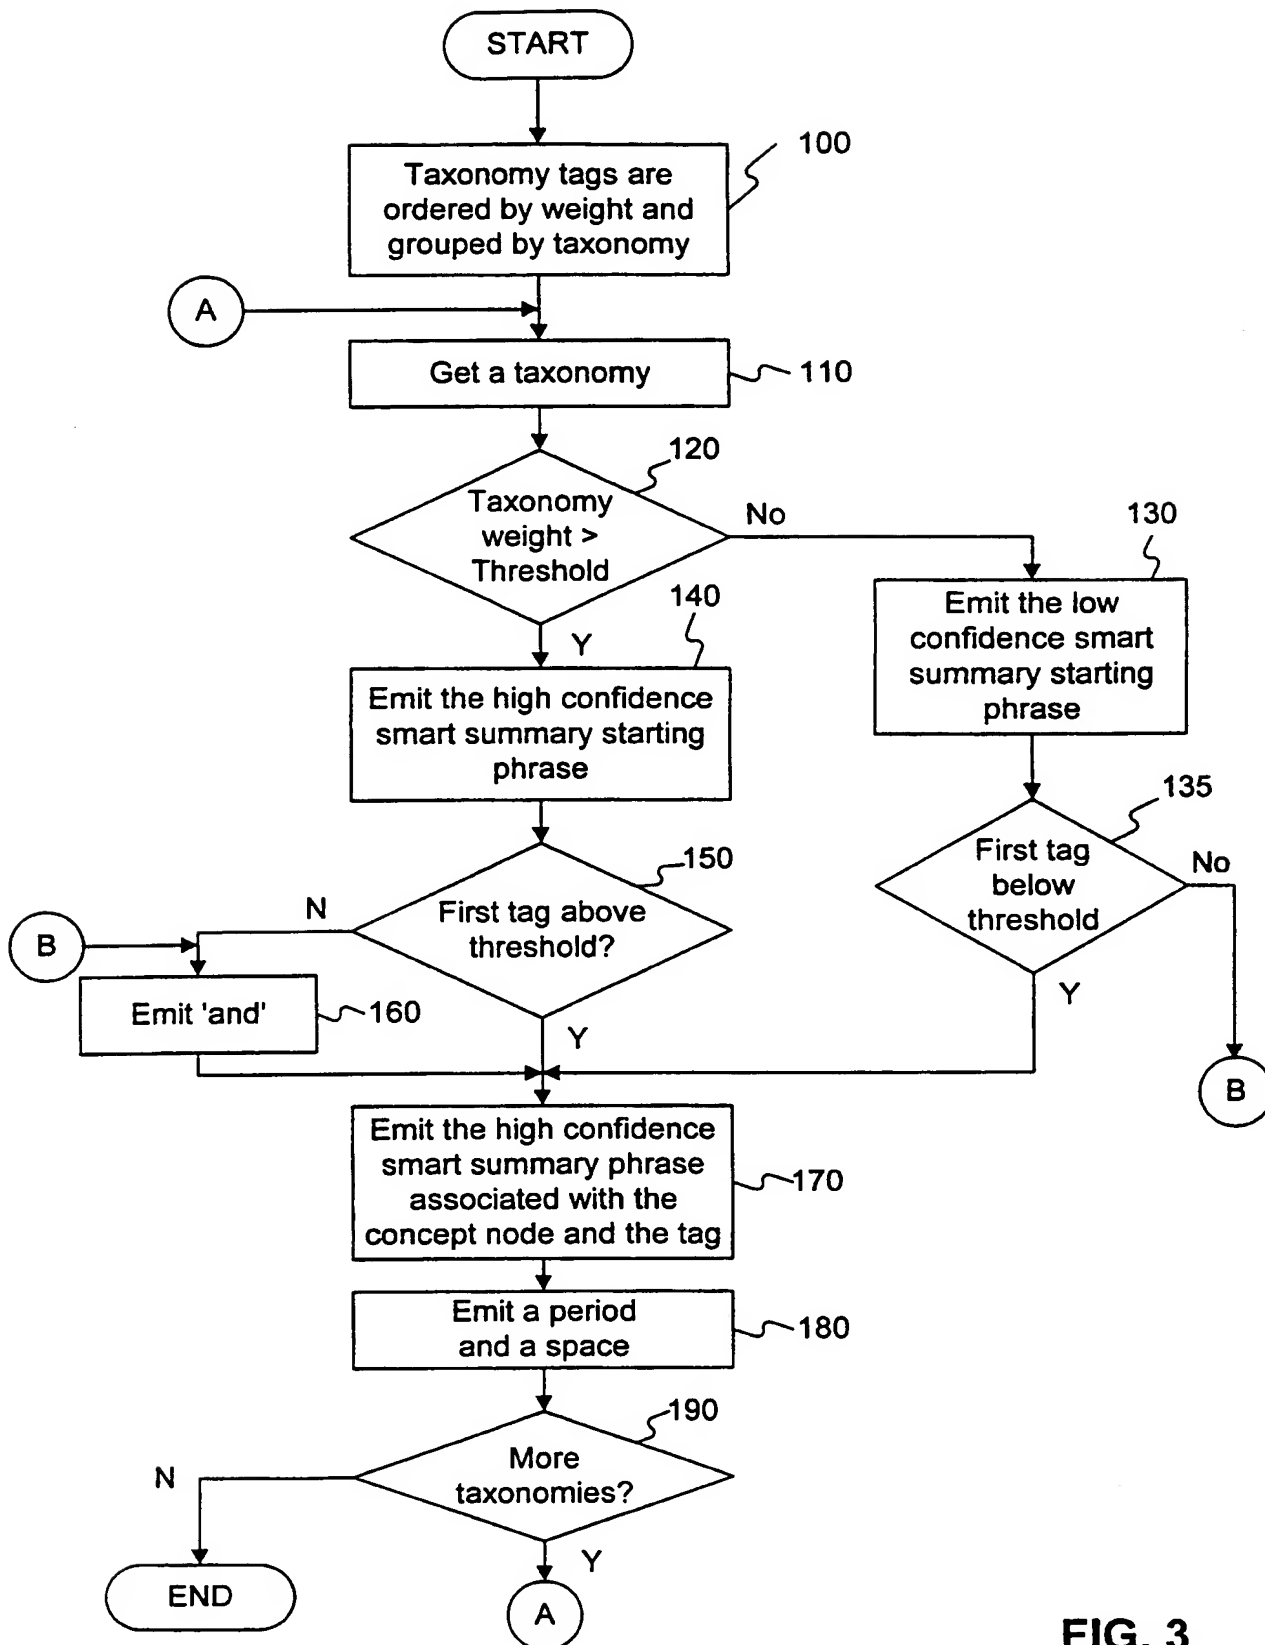 START
100
Taxonomy tags are
ordered by weight and
grouped by taxonomy
A
Get a taxonomy
110
120
Taxonomy
weight >
Threshold
No
130
Y
140
Emit the low
confidence smart
summary starting
phrase
Emit the high confidence
smart summary starting
phrase
135
First tag
below
threshold
No
150
First tag above
threshold?
N
B
Emit 'and'
160
Y
Y
B
Emit the high confidence
smart summary phrase
associated with the
concept node and the tag
170
Emit a period
and a space
180
190
More
taxonomies?
N
Y
END
A
FIG. 3